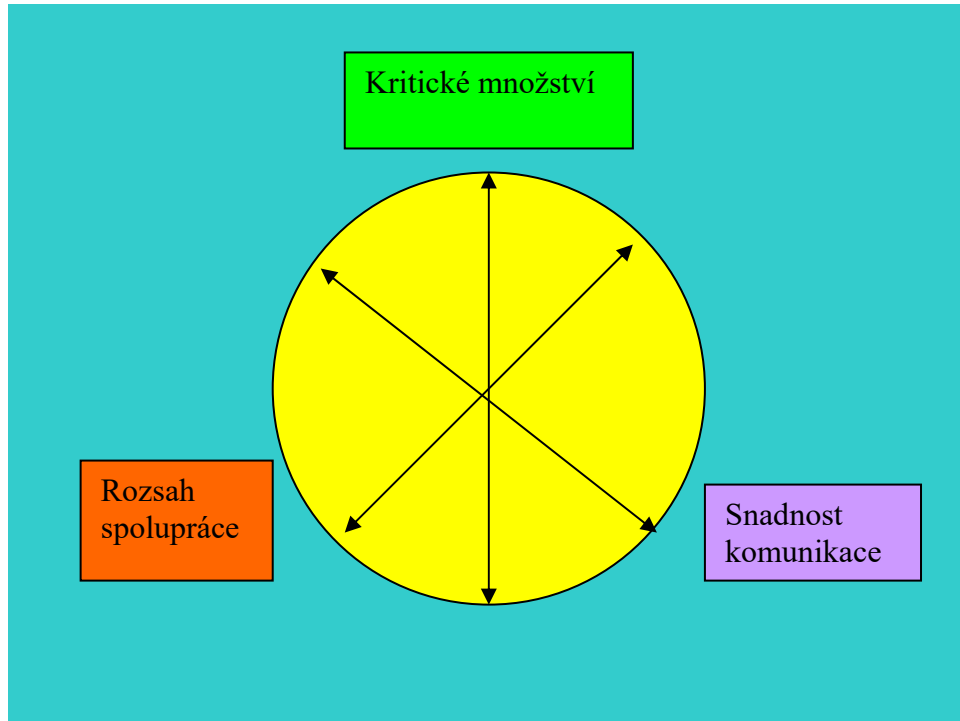 Kritické množství
Rozsah
spolupráce
Snadnost
komunikace